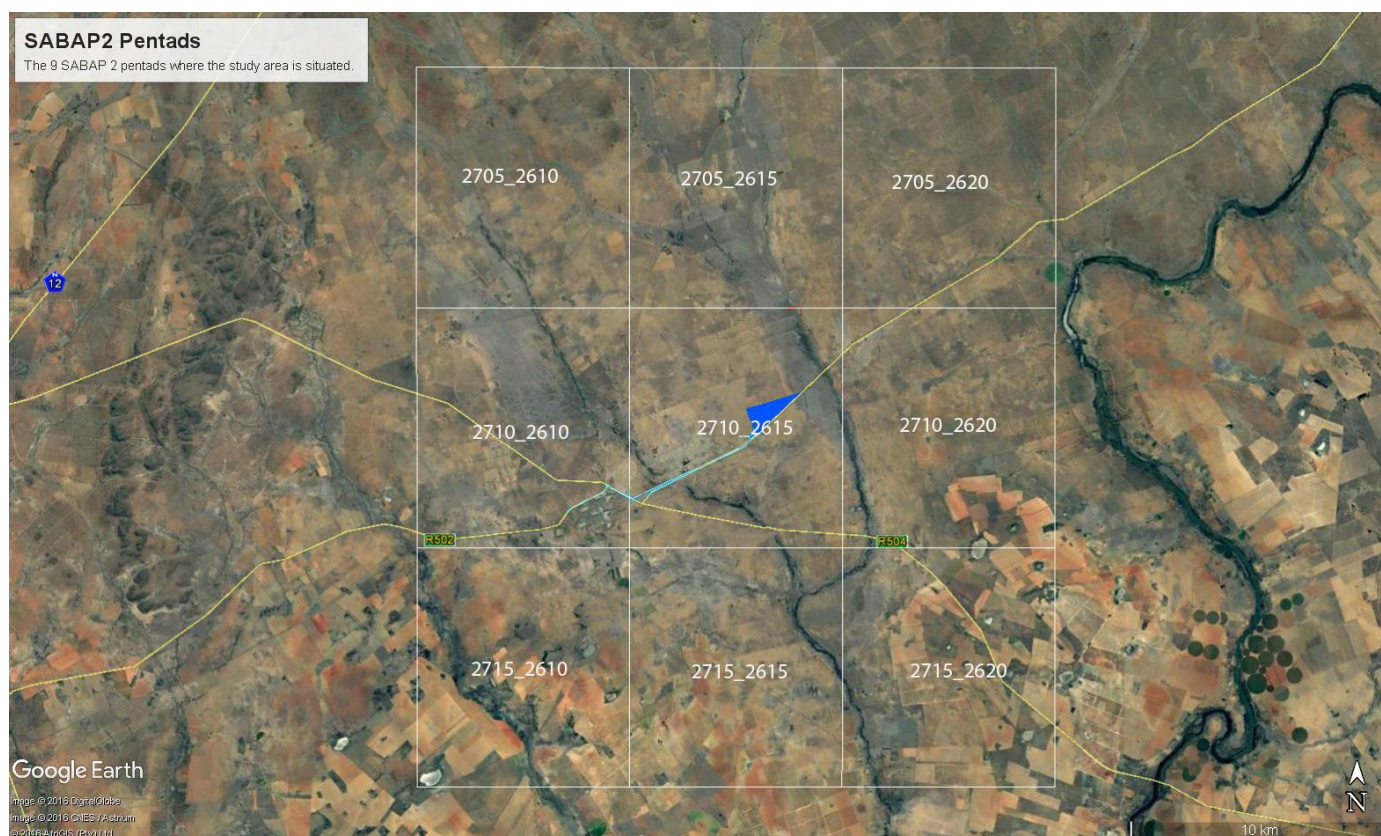 SABAP2 Pentads
The 9 SABAP 2 pentads where the study area is situated.
2705_2610
2705_2615
2705_2620
12
2710_2610
2710_2615
2710_2620
R502
R504
2715_2610
2715_2615
2715_2620
Google Earth
Image © 2016 DigitalGlobe
Image © 2016 CNES / Astrium
© 2016 AfriGIS (Pty) Ltd.
N
10 km